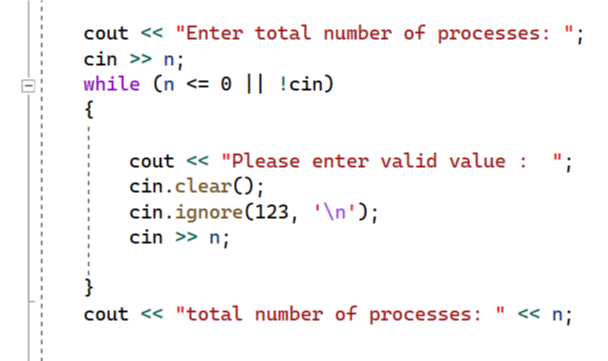 cout << "Enter total number of processes: ";
cin >> n;
while (n <= 0 || !cin)
{
cout << "Please enter valid value :  ";
cin.clear();
cin.ignore(123, '\n');
cin >> n;
}
cout << "total number of processes: " << n;